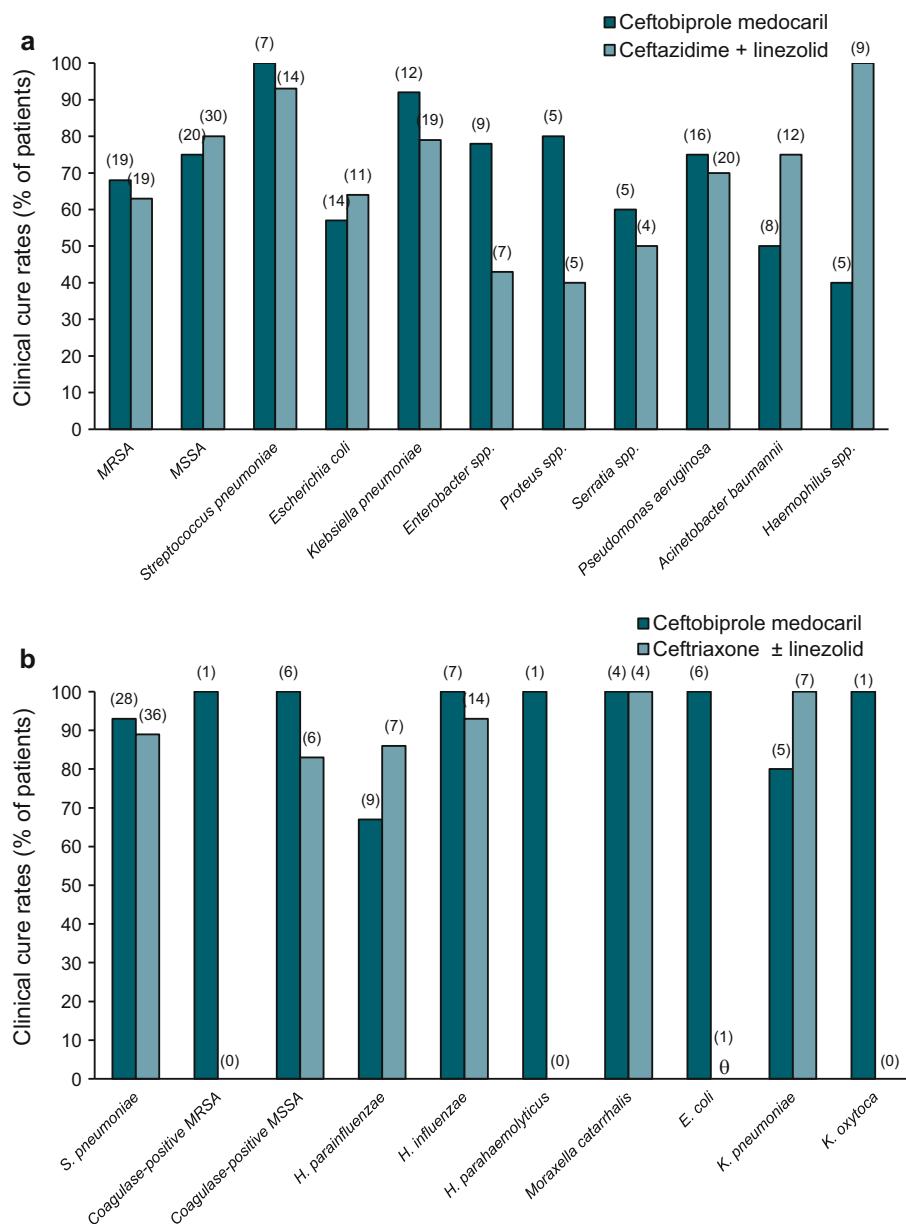 a
Ceftobiprole medocaril
Ceftazidime + linezolid
Clinical cure rates (% of patients)
100
90
80
70
60
50
40
30
20
10
0
(19)
(19)
(20)
(30)
(7)
(14)
(14)
(11)
(12)
(19)
(9)
(7)
(5)
(5)
(5)
(4)
(16)
(20)
(8)
(12)
(5)
(9)
MRSA
MSSA
Streptococcus pneumoniae
Escherichia coli
Klebsiella pneumoniae
Enterobacter spp.
Proteus spp.
Serratia spp.
Pseudomonas aeruginosa
Acinetobacter baumannii
Haemophilus spp.
b
Ceftobiprole medocaril
Ceftriaxone ± linezolid
Clinical cure rates (% of patients)
100
90
80
70
60
50
40
30
20
10
0
(28)
(36)
(1)
(0)
(6)
(6)
(9)
(7)
(7)
(14)
(1)
(0)
(4)
(4)
(6)
(1)
θ
(5)
(7)
(1)
(0)
S. pneumoniae
Coagulase-positive MRSA
Coagulase-positive MSSA
H. parainfluenzae
H. influenzae
H. parahaemolyticus
Moraxella catarrhalis
E. coli
K. pneumoniae
K. oxytoca